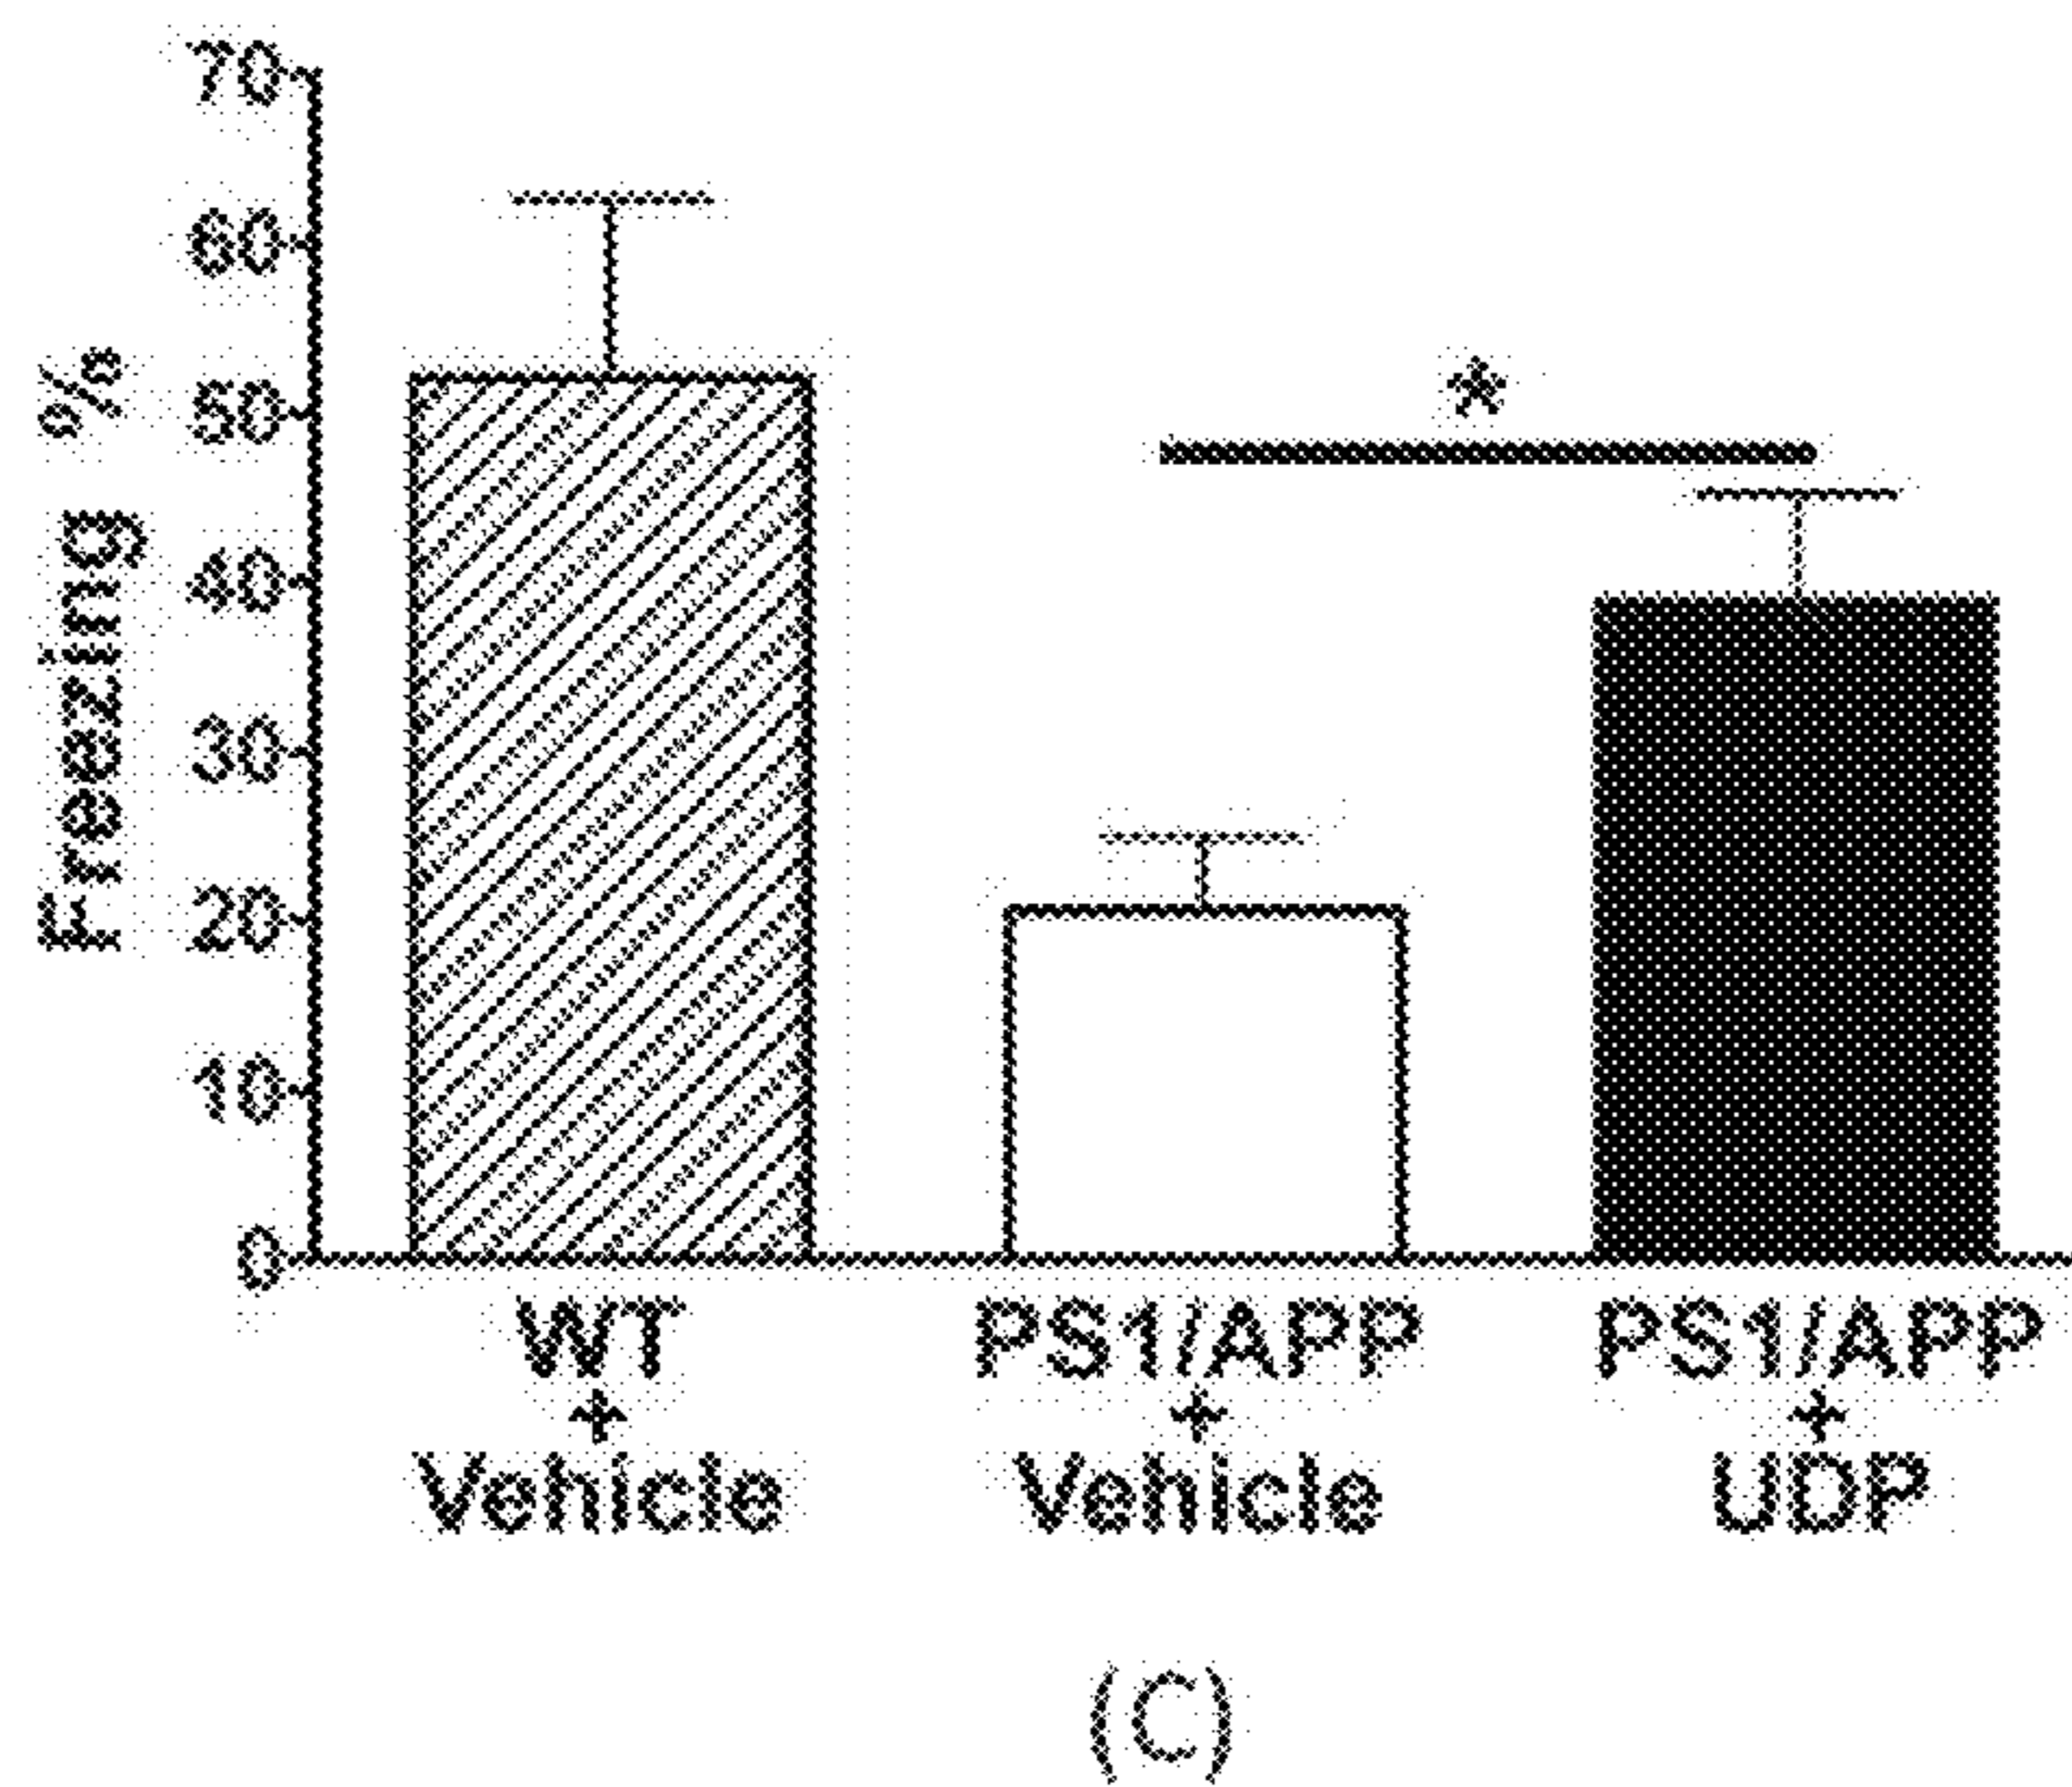 Freezing %
70
60
50
40
30
20
10
0
*
WT
+
Vehicle
PS1/APP
+
Vehicle
PS1/APP
+
UDP
(C)